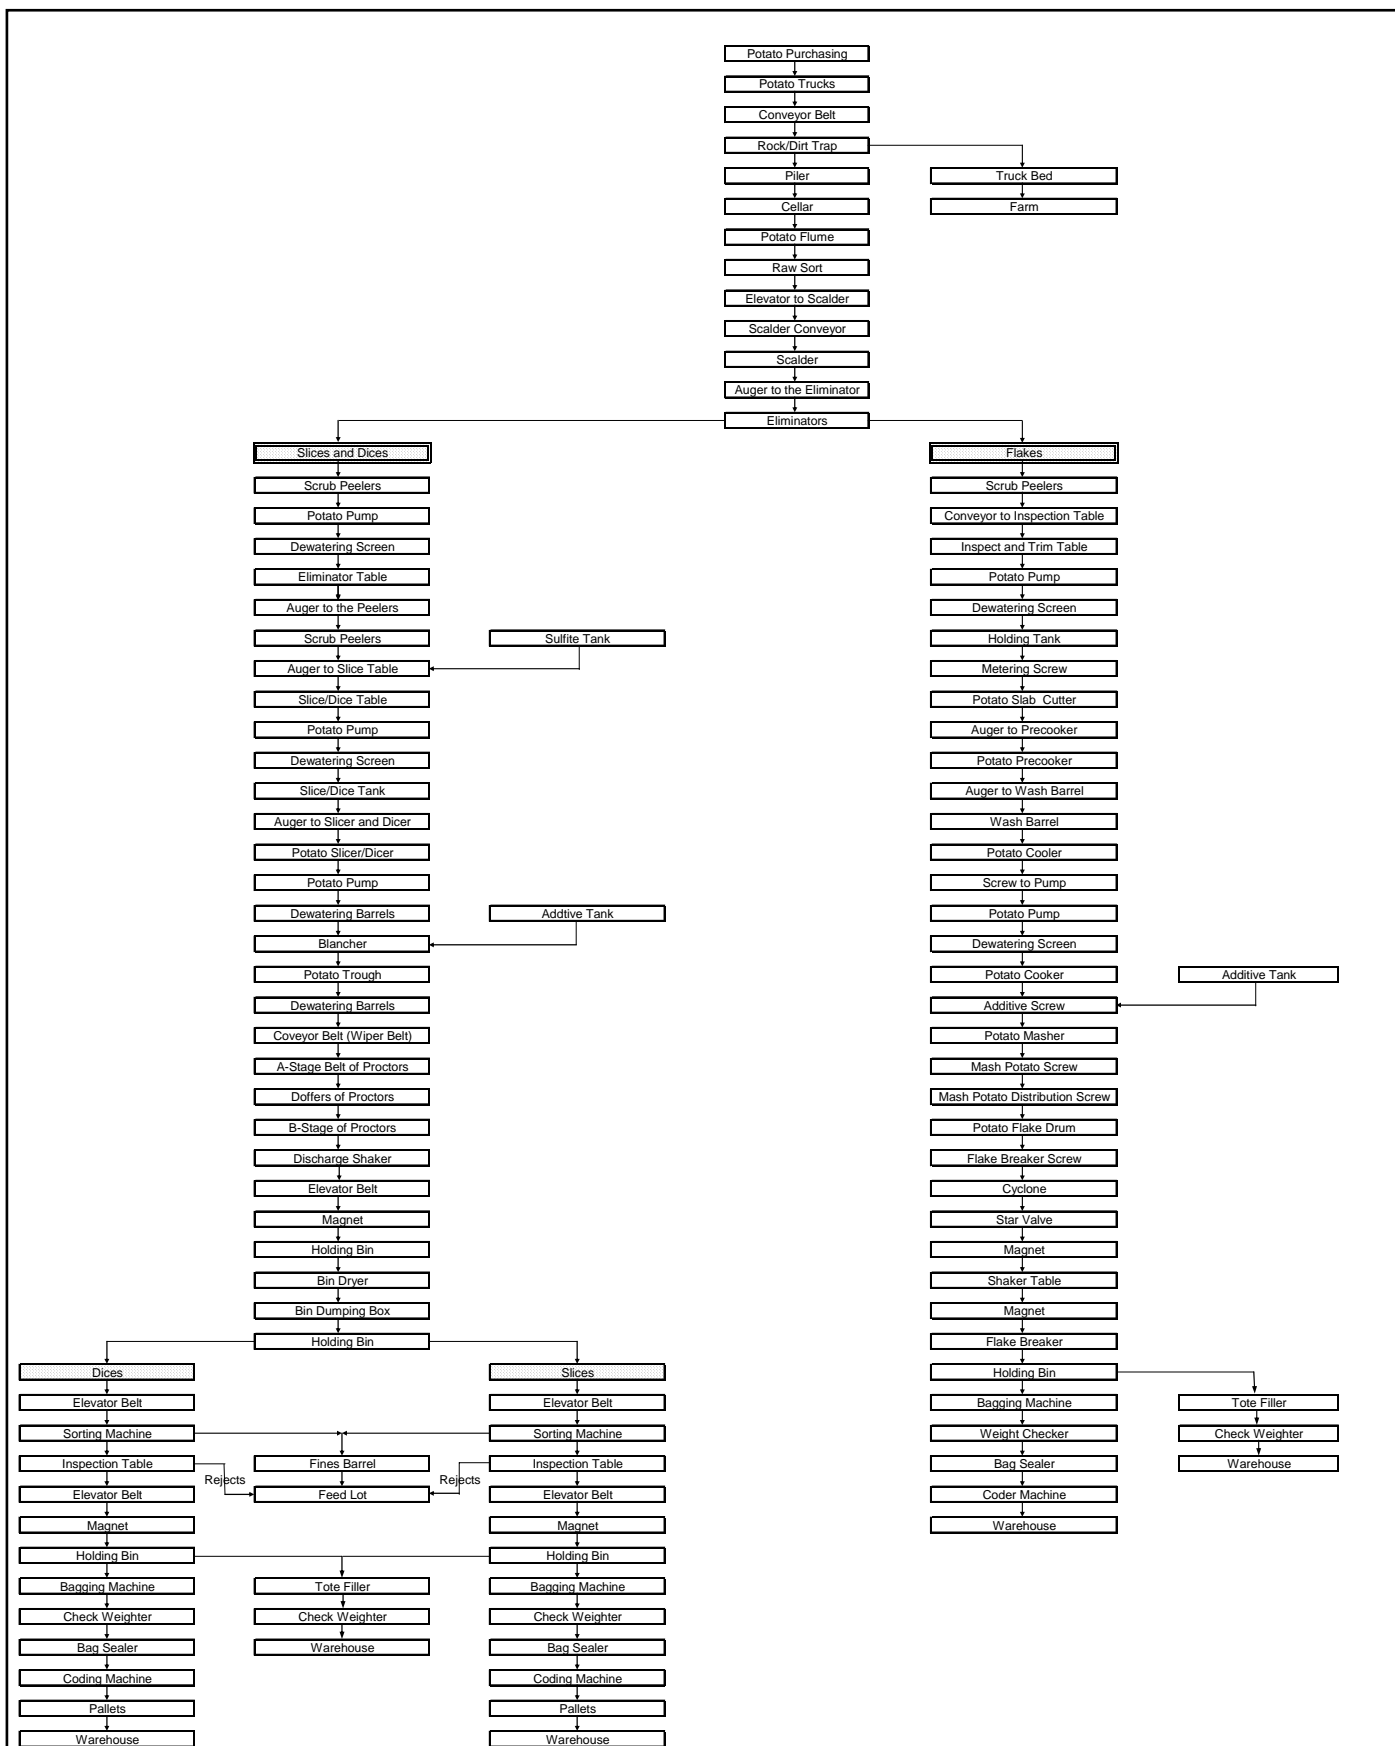 Potato Purchasing
Potato Trucks
Conveyor Belt
Rock/Dirt Trap
Piler
Truck Bed
Cellar
Farm
Potato Flume
Raw Sort
Elevator to Scalder
Scalder Conveyor
Scalder
Auger to the Eliminator
Eliminators
Slices and Dices
Scrub Peelers
Potato Pump
Dewatering Screen
Eliminator Table
Auger to the Peelers
Scrub Peelers
Sulfite Tank
Auger to Slice Table
Slice/Dice Table
Potato Pump
Dewatering Screen
Slice/Dice Tank
Auger to Slicer and Dicer
Potato Slicer/Dicer
Potato Pump
Dewatering Barrels
Addtive Tank
Blancher
Potato Trough
Dewatering Barrels
Coveyor Belt (Wiper Belt)
A-Stage Belt of Proctors
Doffers of Proctors
B-Stage of Proctors
Discharge Shaker
Elevator Belt
Magnet
Holding Bin
Bin Dryer
Bin Dumping Box
Holding Bin
Dices
Elevator Belt
Sorting Machine
Inspection Table
Rejects
Elevator Belt
Magnet
Holding Bin
Bagging Machine
Check Weighter
Bag Sealer
Coding Machine
Pallets
Warehouse
Fines Barrel
Feed Lot
Tote Filler
Check Weighter
Warehouse
Slices
Elevator Belt
Sorting Machine
Inspection Table
Rejects
Elevator Belt
Magnet
Holding Bin
Bagging Machine
Check Weighter
Bag Sealer
Coding Machine
Pallets
Warehouse
Flakes
Scrub Peelers
Conveyor to Inspection Table
Inspect and Trim Table
Potato Pump
Dewatering Screen
Holding Tank
Metering Screw
Potato Slab Cutter
Auger to Precooker
Potato Precooker
Auger to Wash Barrel
Wash Barrel
Potato Cooler
Screw to Pump
Potato Pump
Dewatering Screen
Potato Cooker
Additive Tank
Additive Screw
Potato Masher
Mash Potato Screw
Mash Potato Distribution Screw
Potato Flake Drum
Flake Breaker Screw
Cyclone
Star Valve
Magnet
Shaker Table
Magnet
Flake Breaker
Holding Bin
Bagging Machine
Weight Checker
Bag Sealer
Coder Machine
Warehouse
Tote Filler
Check Weighter
Warehouse